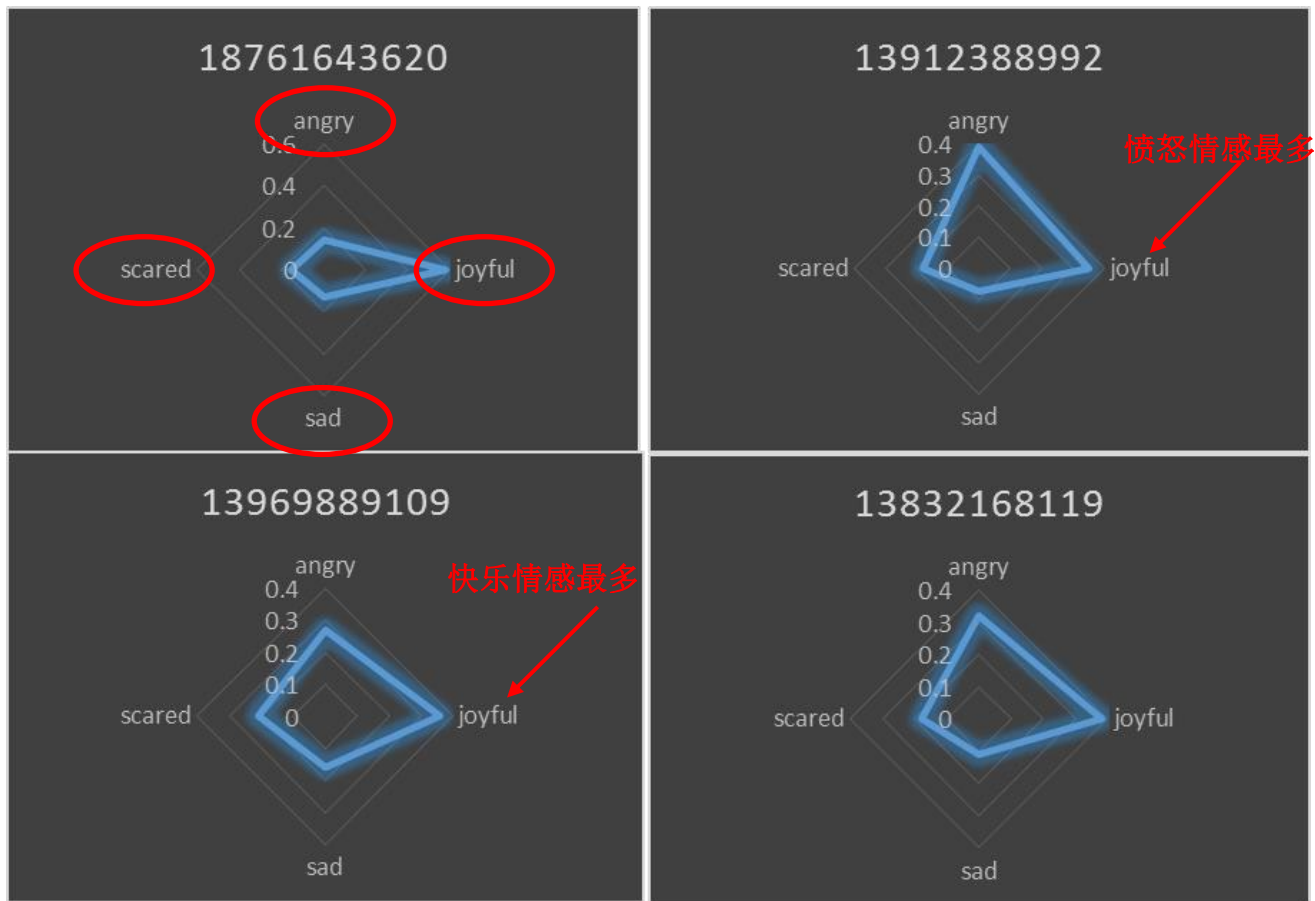 18761643620
angry
0.6
0.4
0.2
0
scared
joyful
sad
13912388992
angry
愤怒情感最多
0.4
0.3
0.2
0.1
0
scared
joyful
sad
13969889109
angry
快乐情感最多
0.4
0.3
0.2
0.1
0
scared
joyful
sad
13832168119
angry
0.4
0.3
0.2
0.1
0
scared
joyful
sad